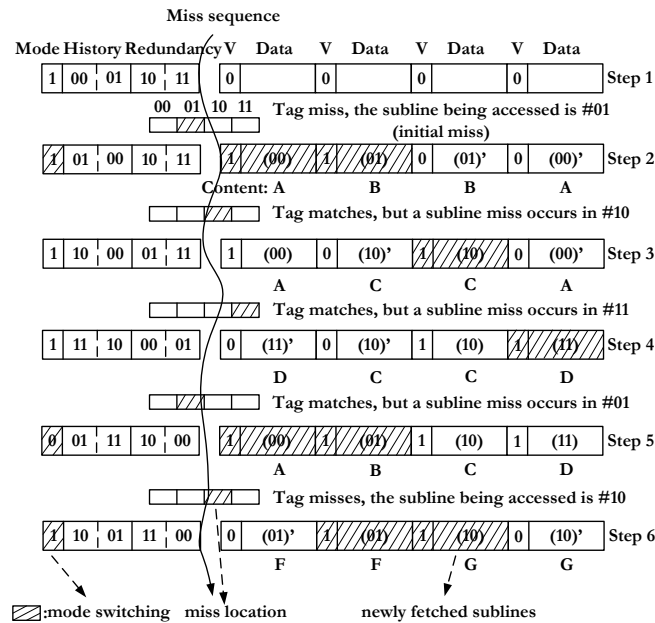 Miss sequence
Mode History Redundancy V Data V Data V Data V Data
1 00 01 10 11 0 0 0 0 Step 1
00 01 10 11 Tag miss, the subline being accessed is #01
(initial miss)
1 01 00 10 11 1 (00) 1 (01) 0 (01)' 0 (00)' Step 2
Content: A B B A
Tag matches, but a subline miss occurs in #10
1 10 00 01 11 1 (00) 0 (10)' 1 (10) 0 (00)' Step 3
A C C A
Tag matches, but a subline miss occurs in #11
1 11 10 00 01 0 (11)' 0 (10)' 1 (10) 1 (11) Step 4
D C C D
Tag matches, but a subline miss occurs in #01
0 01 11 10 00 1 (00) 1 (01) 1 (10) 1 (11) Step 5
A B C D
Tag misses, the subline being accessed is #10
1 10 01 11 00 0 (01)' 1 (01) 1 (10) 0 (10)' Step 6
F F G G
:mode switching miss location newly fetched sublines